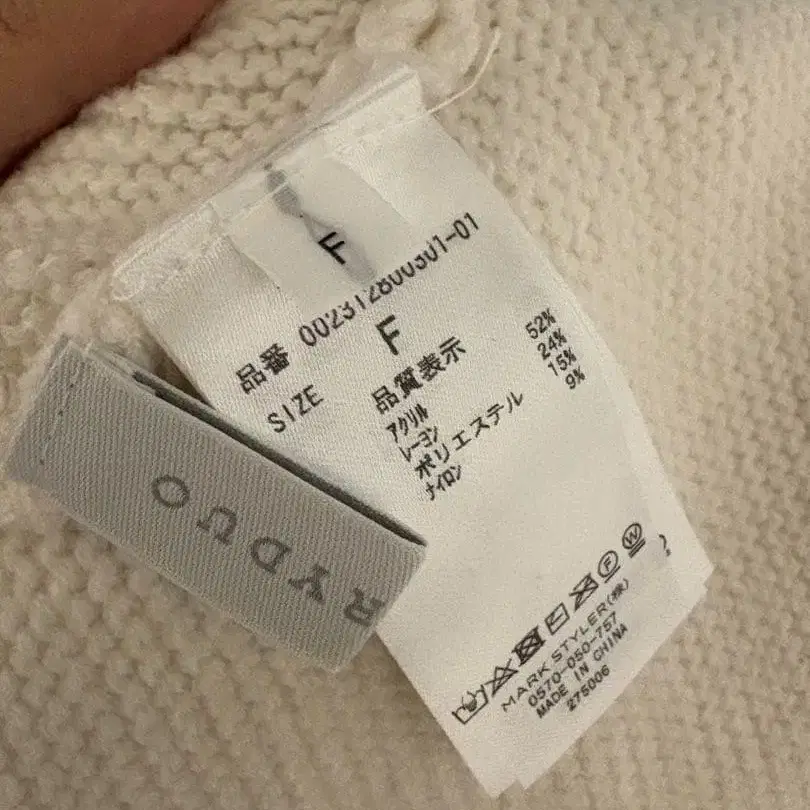 F
品番 002312800301-01
SIZE F
品質表示
アクリル 52%
レーヨン 24%
ポリエステル 15%
ナイロン 9%
MARK STYLER(株)
0570-050-757
MADE IN CHINA
275006
RYDUO